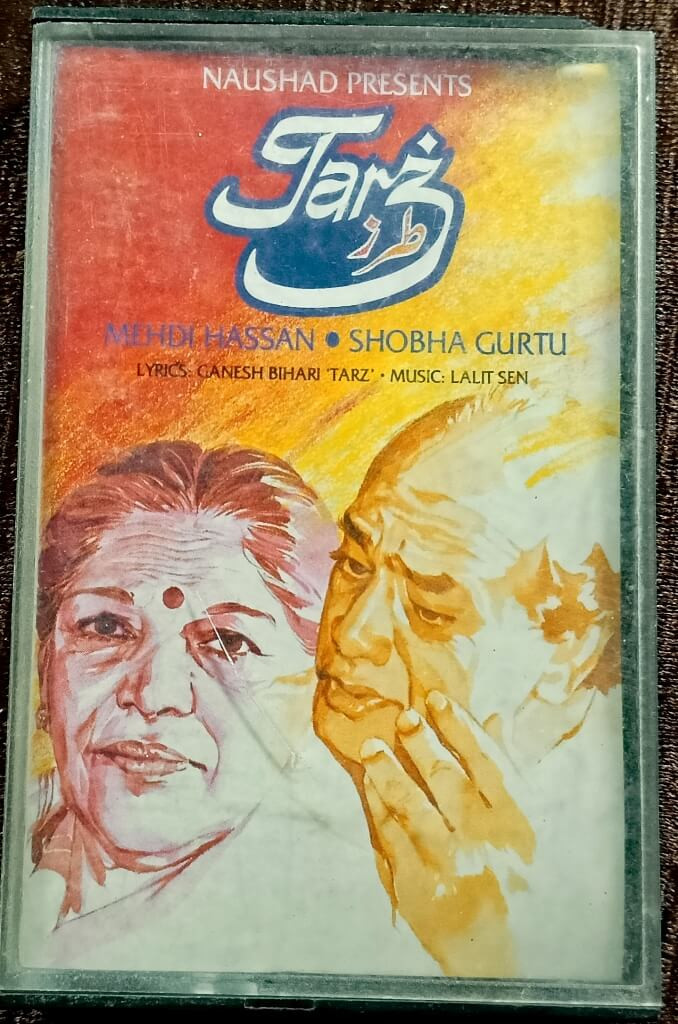 NAUSHAD PRESENTS
Tarz
طرز
MEHDI HASSAN • SHOBHA GURTU
LYRICS: GANESH BIHARI 'TARZ' • MUSIC: LALIT SEN